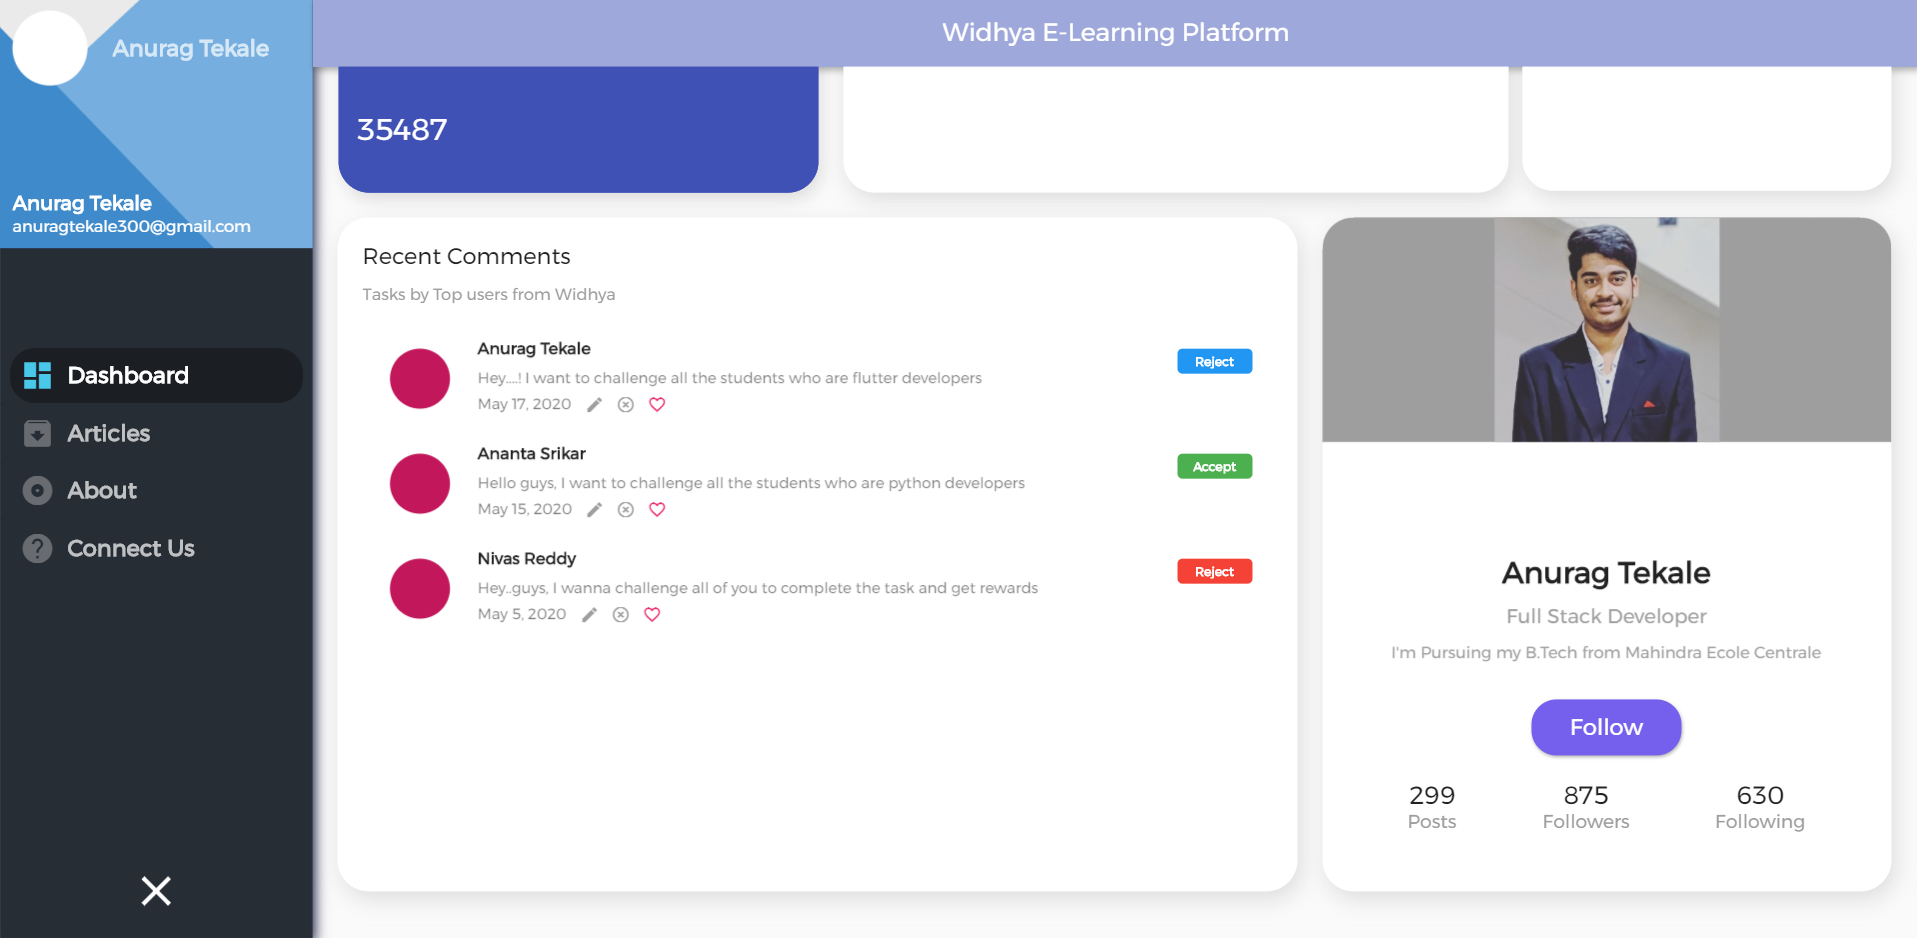 Anurag Tekale
Anurag Tekale
anuragtekale300@gmail.com
Dashboard
Articles
About
Connect Us
Widhya E-Learning Platform
35487
Recent Comments
Tasks by Top users from Widhya
Anurag Tekale
Hey....! I want to challenge all the students who are flutter developers
May 17, 2020
Reject
Ananta Srikar
Hello guys, I want to challenge all the students who are python developers
May 15, 2020
Accept
Nivas Reddy
Hey..guys, I wanna challenge all of you to complete the task and get rewards
May 5, 2020
Reject
Anurag Tekale
Full Stack Developer
I'm Pursuing my B.Tech from Mahindra Ecole Centrale
Follow
299 875 630
Posts Followers Following